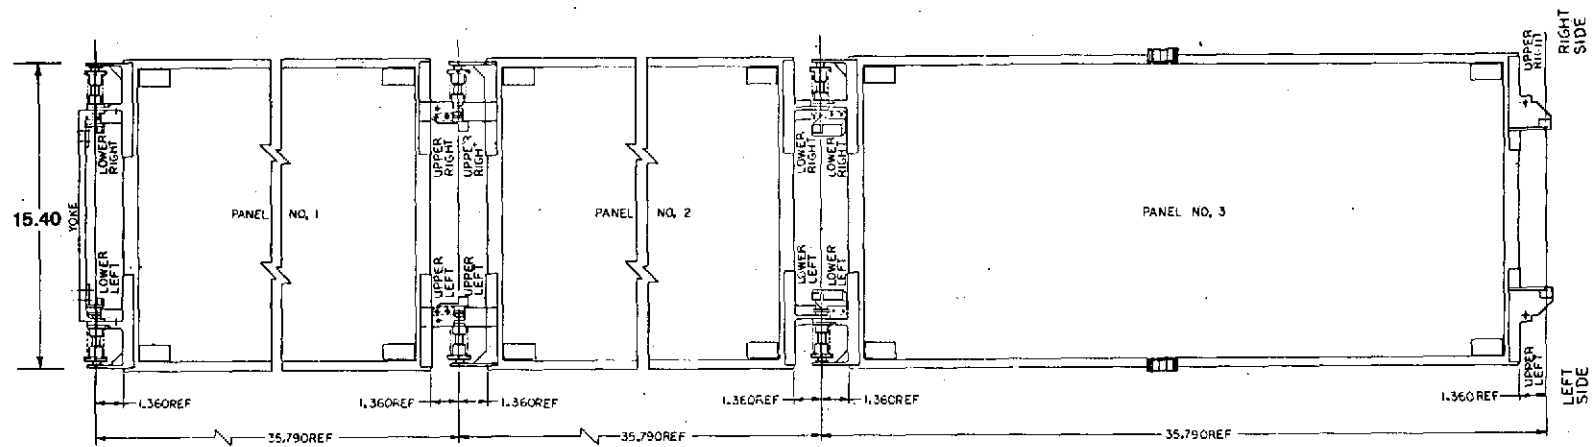 RIGHT SIDE
UPPER RIGHT
15.40
YOKE
LOWER RIGHT
UPPER RIGHT
UPPER RIGHT
LOWER RIGHT
LOWER RIGHT
PANEL NO. 1
PANEL NO. 2
PANEL NO. 3
LOWER LEFT
UPPER LEFT
UPPER LEFT
LOWER LEFT
LOWER LEFT
UPPER LEFT
LEFT SIDE
1.360REF
1.360REF
1.360REF
1.360REF
1.360REF
1.360REF
35.790REF
35.790REF
35.790REF